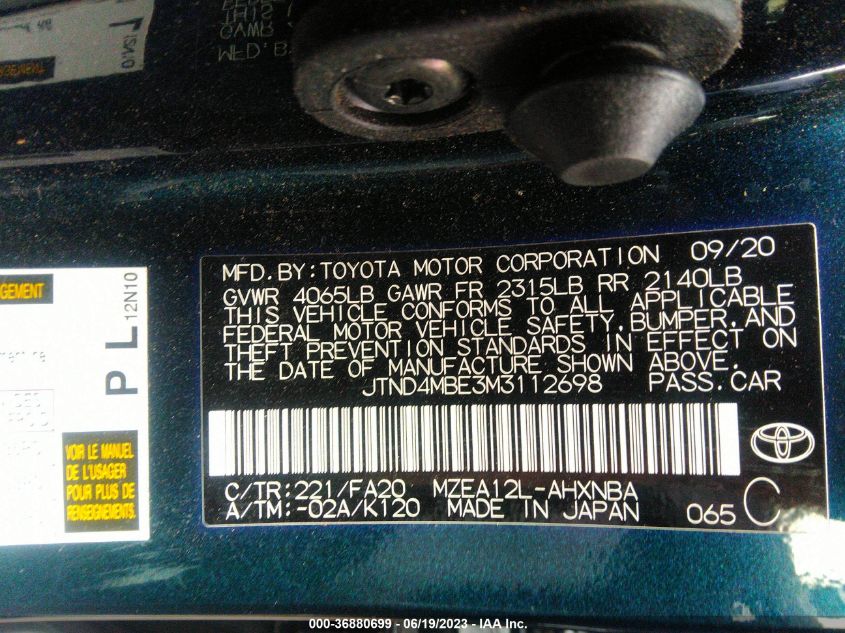 MFD.BY:TOYOTA MOTOR CORPORATION 09/20
GVWR 4065LB GAWR FR 2315LB RR 2140LB
THIS VEHICLE CONFORMS TO ALL APPLICABLE
FEDERAL MOTOR VEHICLE SAFETY,BUMPER,AND
THEFT PREVENTION STANDARDS IN EFFECT ON
THE DATE OF MANUFACTURE SHOWN ABOVE.
JTND4MBE3M3112698 PASS.CAR
C/TR:221/FA20 MZEA12L-AHXNBA
A/TM:-02A/K120 MADE IN JAPAN 065 C
GEMENT
P L
12N10
VOIR LE MANUEL
DE L'USAGER
POUR PLUS DE
RENSEIGNEMENTS.
000-36880699 - 06/19/2023 - IAA Inc.